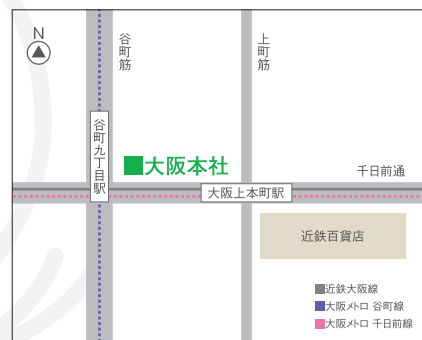 N
谷町筋
上町筋
谷町九丁目駅
大阪本社
千日前通
大阪上本町駅
近鉄百貨店
近鉄大阪線
大阪メトロ 谷町線
大阪メトロ 千日前線